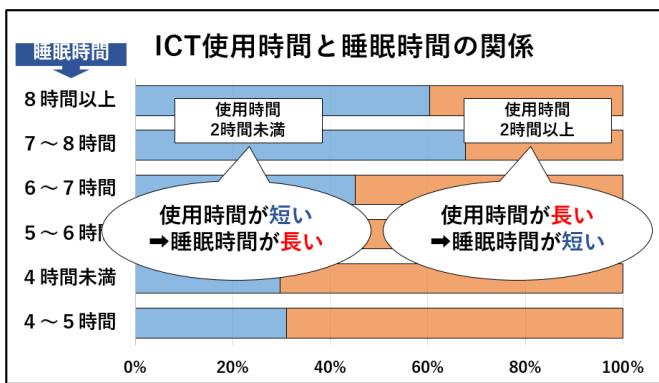 ICT使用時間と睡眠時間の関係
睡眠時間
8時間以上
7～8時間
6～7時間
5～6時間
4時間未満
4～5時間
使用時間
2時間未満
使用時間
2時間以上
使用時間が短い
➡睡眠時間が長い
使用時間が長い
➡睡眠時間が短い
0% 20% 40% 60% 80% 100%